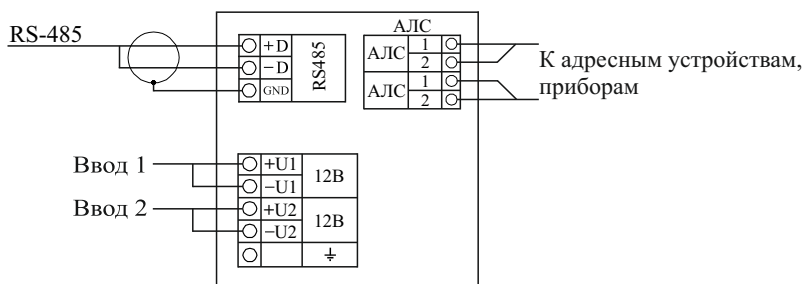 RS-485
+D
−D
GND
RS485
АЛС
АЛС
1
2
АЛС
1
2
К адресным устройствам,
приборам
Ввод 1
+U1
−U1
12В
Ввод 2
+U2
−U2
12В